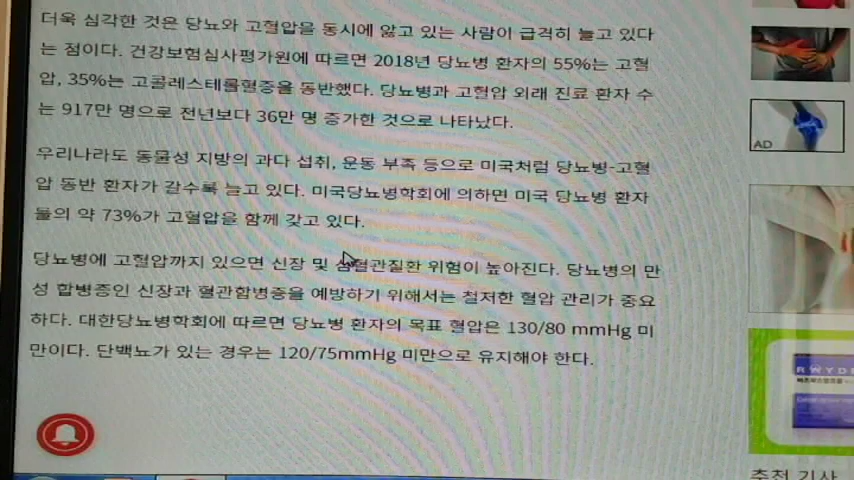 더욱 심각한 것은 당뇨와 고혈압을 동시에 앓고 있는 사람이 급격히 늘고 있다
는 점이다. 건강보험심사평가원에 따르면 2018년 당뇨병 환자의 55%는 고혈
압, 35%는 고콜레스테롤혈증을 동반했다. 당뇨병과 고혈압 외래 진료 환자 수
는 917만 명으로 전년보다 36만 명 증가한 것으로 나타났다.
우리나라도 동물성 지방의 과다 섭취, 운동 부족 등으로 미국처럼 당뇨병-고혈
압 동반 환자가 갈수록 늘고 있다. 미국당뇨병학회에 의하면 미국 당뇨병 환자
들의 약 73%가 고혈압을 함께 갖고 있다.
당뇨병에 고혈압까지 있으면 신장 및 심혈관질환 위험이 높아진다. 당뇨병의 만
성 합병증인 신장과 혈관합병증을 예방하기 위해서는 철저한 혈압 관리가 중요
하다. 대한당뇨병학회에 따르면 당뇨병 환자의 목표 혈압은 130/80 mmHg 미
만이다. 단백뇨가 있는 경우는 120/75mmHg 미만으로 유지해야 한다.
AD
추천 기사